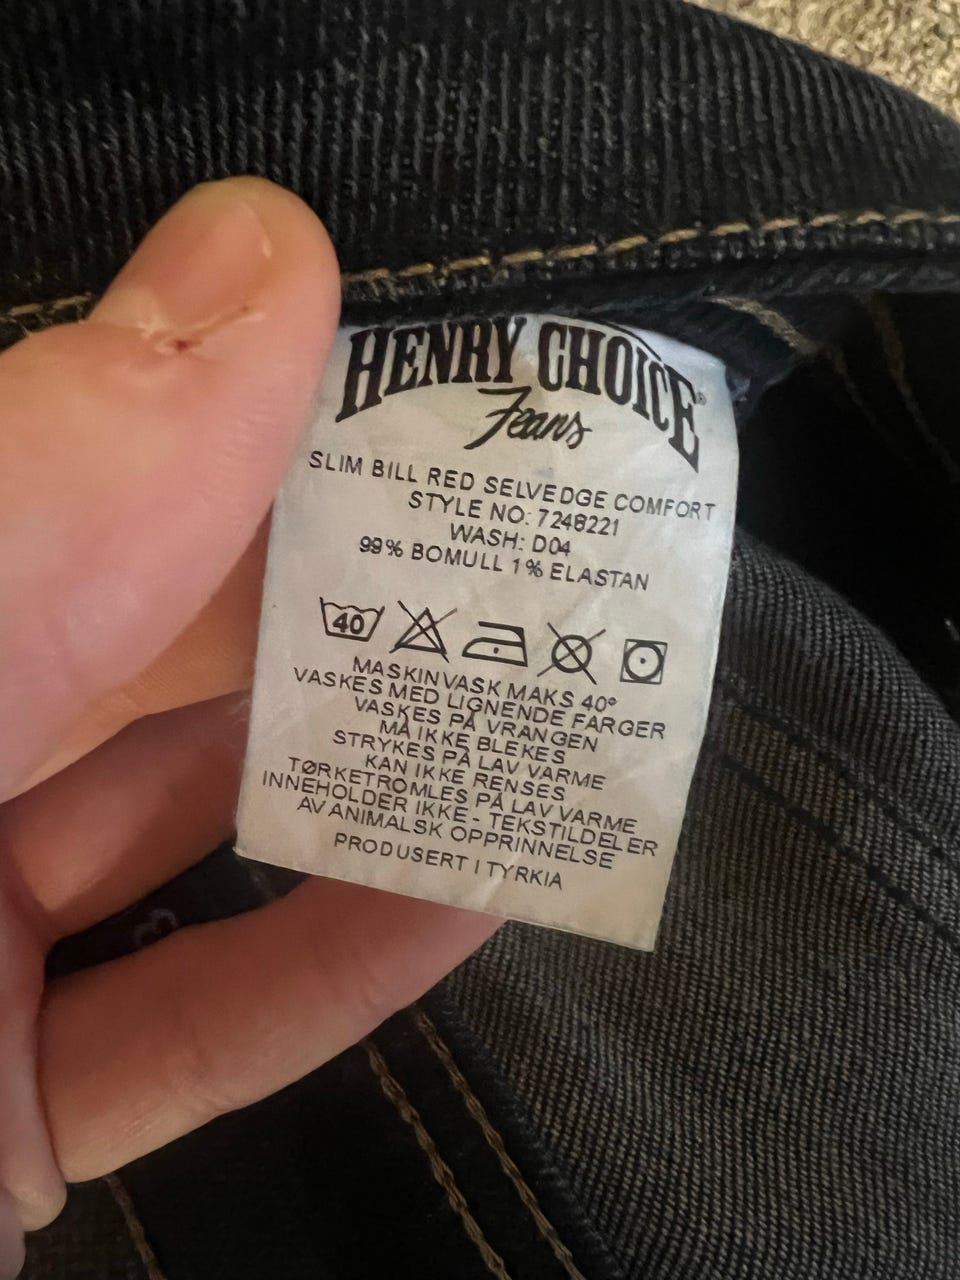 HENRY CHOICE®
Jeans
SLIM BILL RED SELVEDGE COMFORT
STYLE NO: 7248221
WASH: D04
99% BOMULL 1% ELASTAN
40
MASKINVASK MAKS 40°
VASKES MED LIGNENDE FARGER
VASKES PÅ VRANGEN
MÅ IKKE BLEKES
STRYKES PÅ LAV VARME
KAN IKKE RENSES
TØRKETROMLES PÅ LAV VARME
INNEHOLDER IKKE - TEKSTILDELER
AV ANIMALSK OPPRINNELSE
PRODUSERT I TYRKIA